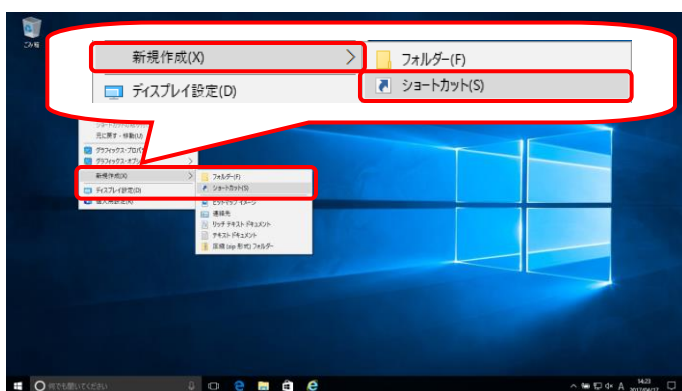 ごみ箱
新規作成(X)
フォルダー(F)
ショートカット(S)
ディスプレイ設定(D)
元に戻す - 移動(U)
グラフィックス-プロパ
グラフィックス-オプシ
新規作成(X)
ディスプレイ設定(D)
個人用設定(R)
フォルダー(F)
ショートカット(S)
ビットマップ イメージ
連絡先
リッチ テキスト ドキュメント
テキスト ドキュメント
圧縮 (zip 形式) フォルダー
何でも聞いてください
A
14:23